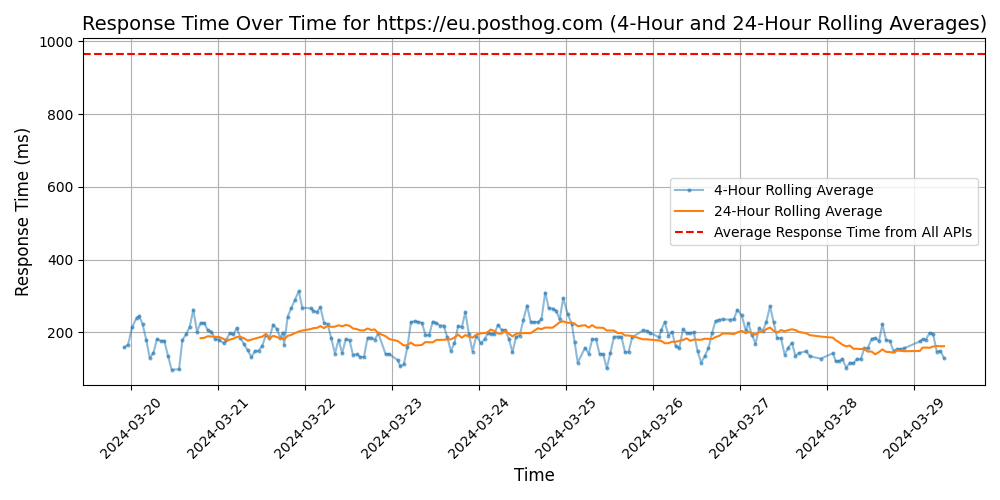 Response Time Over Time for https://eu.posthog.com (4-Hour and 24-Hour Rolling Averages)
Response Time (ms)
1000
800
600
400
200
4-Hour Rolling Average
24-Hour Rolling Average
Average Response Time from All APIs
2024-03-20
2024-03-21
2024-03-22
2024-03-23
2024-03-24
2024-03-25
2024-03-26
2024-03-27
2024-03-28
2024-03-29
Time